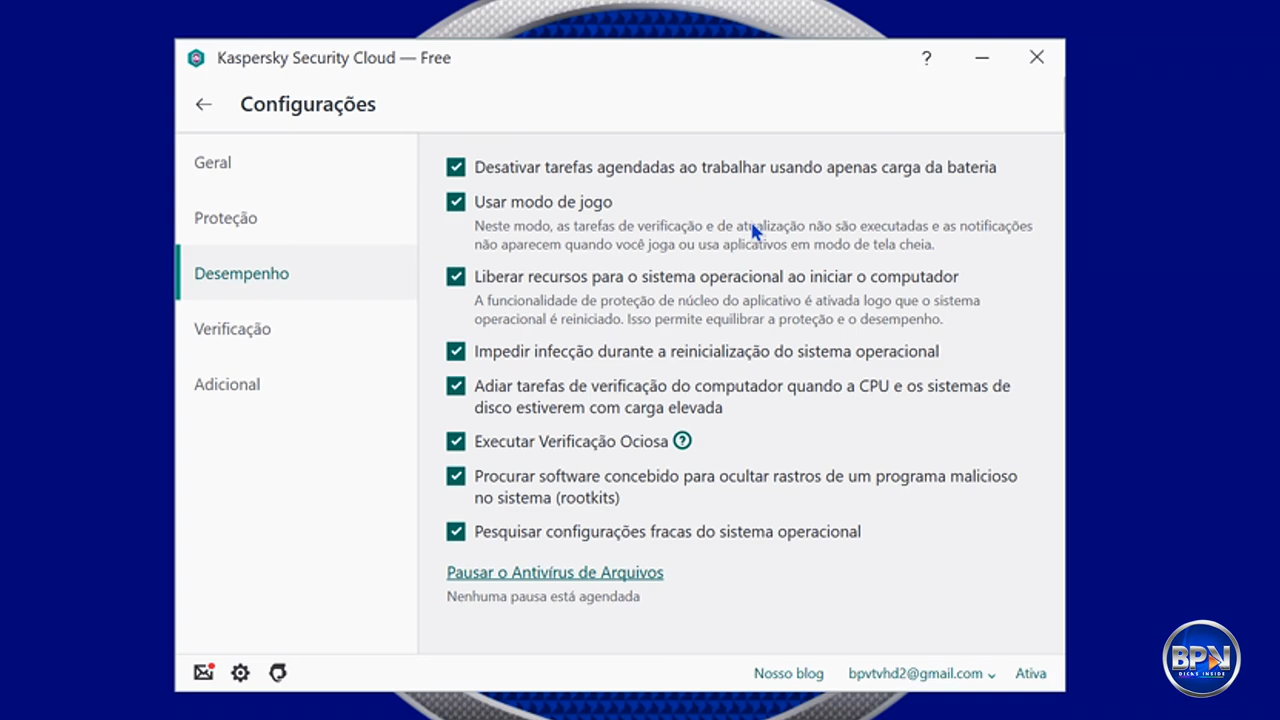 Kaspersky Security Cloud — Free
?
Configurações
Geral
Proteção
Desempenho
Verificação
Adicional
Desativar tarefas agendadas ao trabalhar usando apenas carga da bateria
Usar modo de jogo
Neste modo, as tarefas de verificação e de atualização não são executadas e as notificações
não aparecem quando você joga ou usa aplicativos em modo de tela cheia.
Liberar recursos para o sistema operacional ao iniciar o computador
A funcionalidade de proteção de núcleo do aplicativo é ativada logo que o sistema
operacional é reiniciado. Isso permite equilibrar a proteção e o desempenho.
Impedir infecção durante a reinicialização do sistema operacional
Adiar tarefas de verificação do computador quando a CPU e os sistemas de
disco estiverem com carga elevada
Executar Verificação Ociosa ?
Procurar software concebido para ocultar rastros de um programa malicioso
no sistema (rootkits)
Pesquisar configurações fracas do sistema operacional
Pausar o Antivírus de Arquivos
Nenhuma pausa está agendada
Nosso blog bpvtvhd2@gmail.com Ativa
BPN
DICAS INSIDE